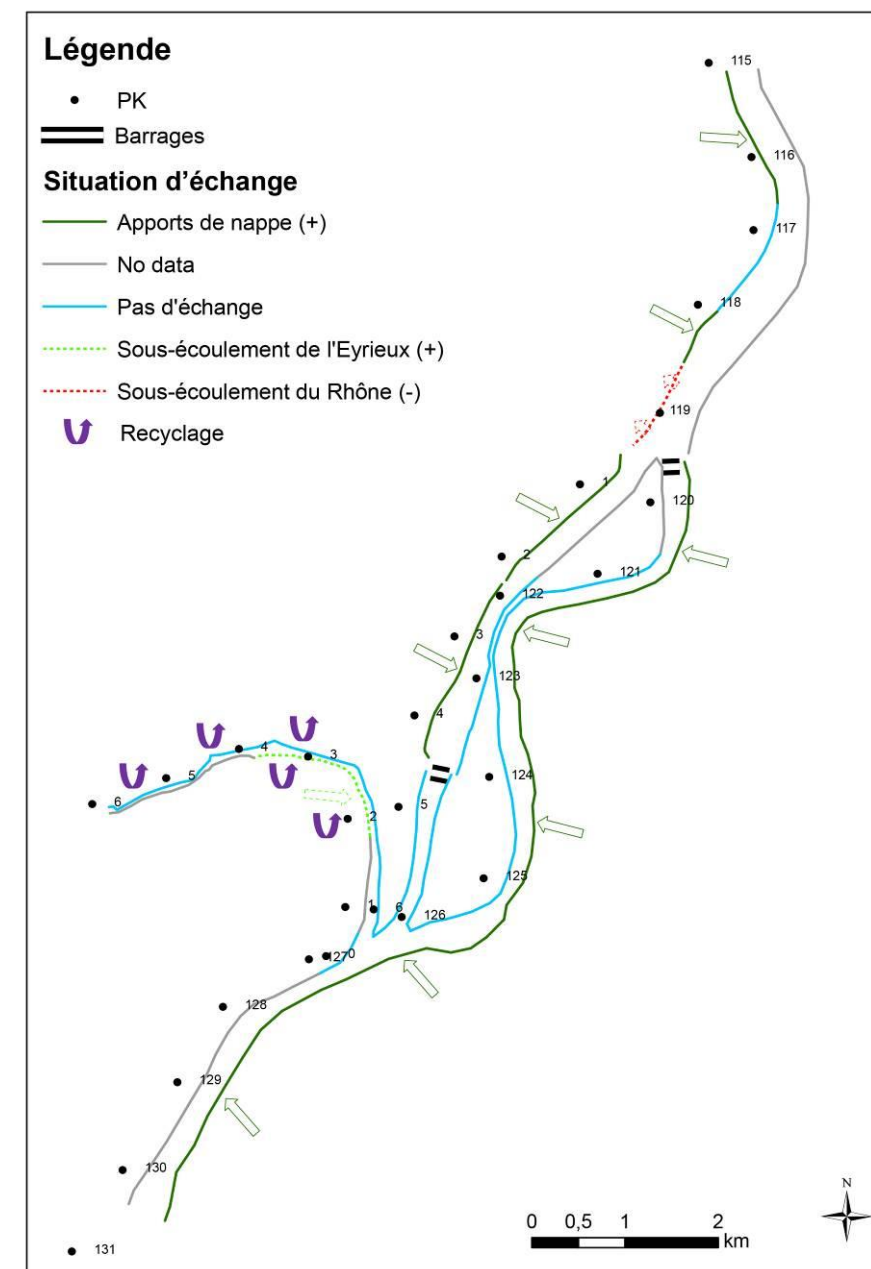 Légende
PK
Barrages
Situation d'échange
Apports de nappe (+)
No data
Pas d'échange
Sous-écoulement de l'Eyrieux (+)
Sous-écoulement du Rhône (-)
Recyclage
115
116
117
118
119
1
120
2
121
122
3
123
4
4
3
5
124
6
5
2
125
1
6
126
127
0
128
129
130
131
N
0 0,5 1 2
km